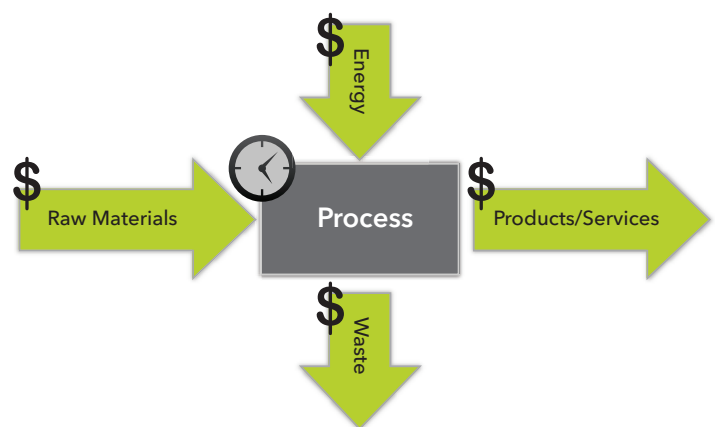 $
Energy
$
Raw Materials
Process
$
Products/Services
$
Waste